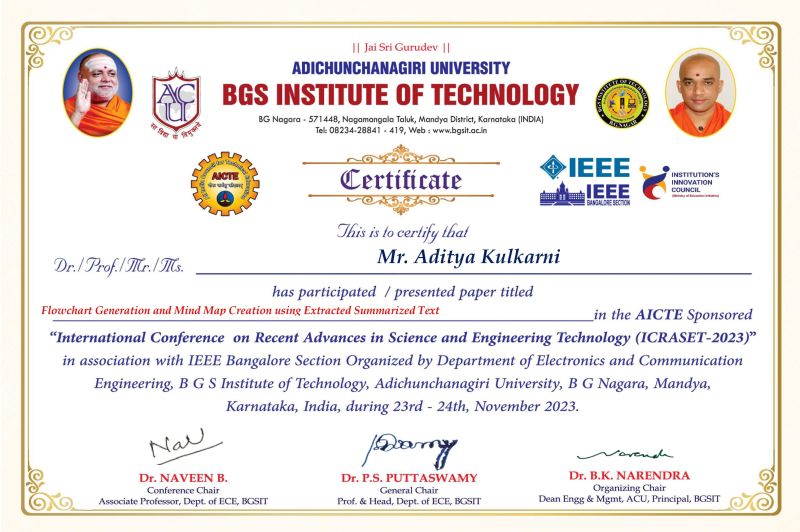 || Jai Sri Gurudev ||
ADICHUNCHANAGIRI UNIVERSITY
BGS INSTITUTE OF TECHNOLOGY
BG Nagara - 571448, Nagamangala Taluk, Mandya District, Karnataka (INDIA)
Tel: 08234-28841 - 419, Web : www.bgsit.ac.in
ACU
AICTE
Certificate
IEEE
IEEE
BANGALORE SECTION
INSTITUTION'S
INNOVATION
COUNCIL
(Ministry of Education Initiative)
This is to certify that
Dr./Prof./Mr./Ms. Mr. Aditya Kulkarni
has participated / presented paper titled
Flowchart Generation and Mind Map Creation using Extracted Summarized Text in the AICTE Sponsored
“International Conference on Recent Advances in Science and Engineering Technology (ICRASET-2023)”
in association with IEEE Bangalore Section Organized by Department of Electronics and Communication
Engineering, B G S Institute of Technology, Adichunchanagiri University, B G Nagara, Mandya,
Karnataka, India, during 23rd - 24th, November 2023.
Dr. NAVEEN B.
Conference Chair
Associate Professor, Dept. of ECE, BGSIT
Dr. P.S. PUTTASWAMY
General Chair
Prof. & Head, Dept. of ECE, BGSIT
Dr. B.K. NARENDRA
Organizing Chair
Dean Engg & Mgmt, ACU, Principal, BGSIT